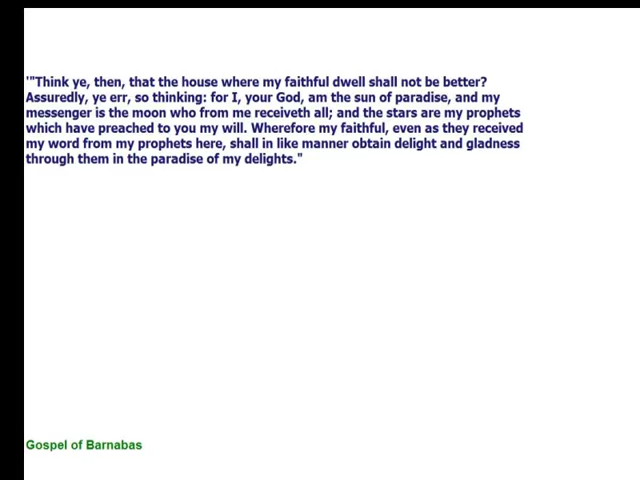 '"Think ye, then, that the house where my faithful dwell shall not be better?
Assuredly, ye err, so thinking: for I, your God, am the sun of paradise, and my
messenger is the moon who from me receiveth all; and the stars are my prophets
which have preached to you my will. Wherefore my faithful, even as they received
my word from my prophets here, shall in like manner obtain delight and gladness
through them in the paradise of my delights."
Gospel of Barnabas